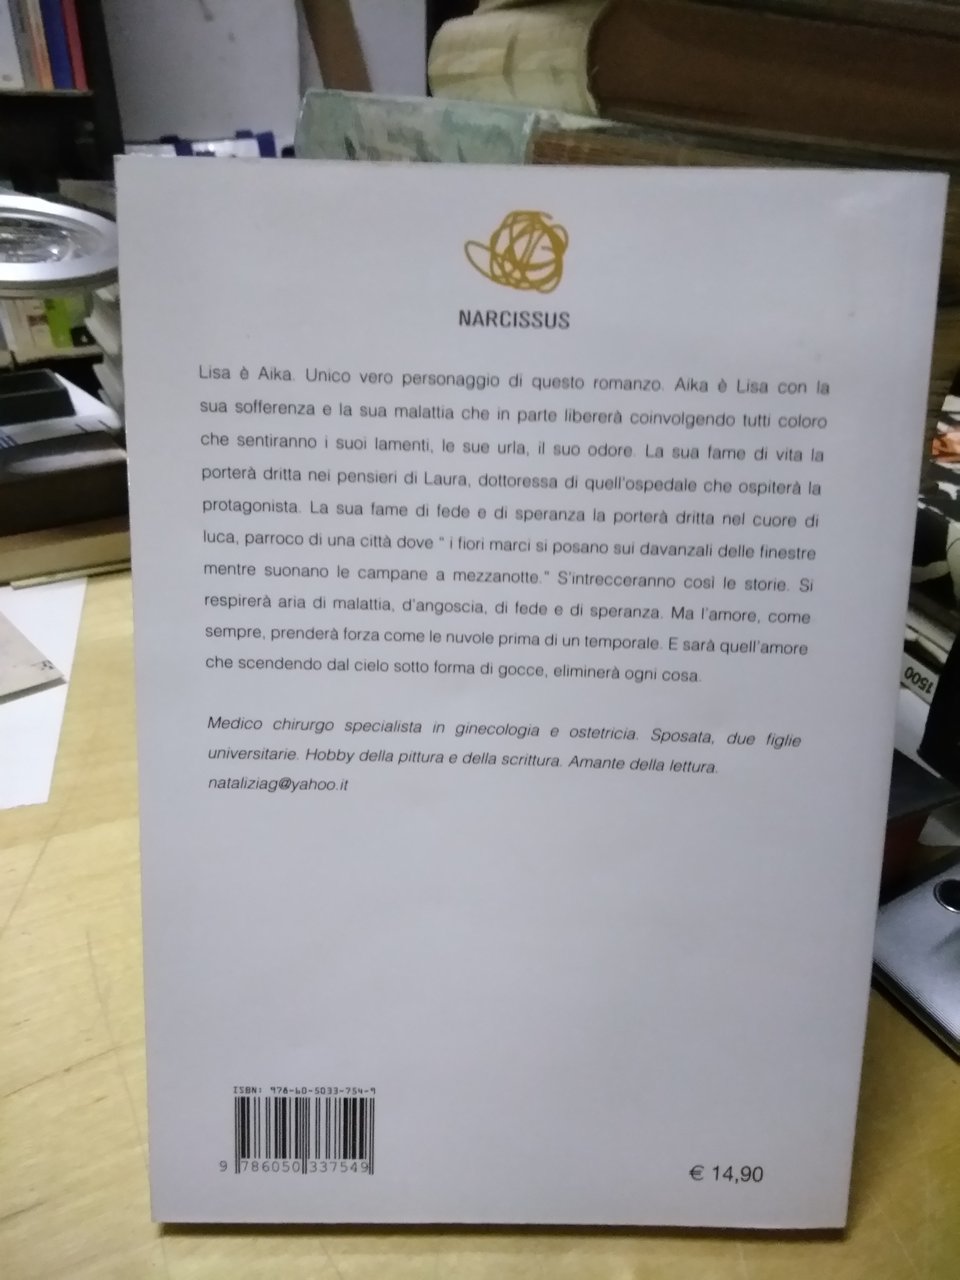 NARCISSUS
Lisa è Aika. Unico vero personaggio di questo romanzo. Aika è Lisa con la
sua sofferenza e la sua malattia che in parte libererà coinvolgendo tutti coloro
che sentiranno i suoi lamenti, le sue urla, il suo odore. La sua fame di vita la
porterà dritta nei pensieri di Laura, dottoressa di quell'ospedale che ospiterà la
protagonista. La sua fame di fede e di speranza la porterà dritta nel cuore di
luca, parroco di una città dove " i fiori marci si posano sui davanzali delle finestre
mentre suonano le campane a mezzanotte." S'intrecceranno così le storie. Si
respirerà aria di malattia, d'angoscia, di fede e di speranza. Ma l'amore, come
sempre, prenderà forza come le nuvole prima di un temporale. E sarà quell'amore
che scendendo dal cielo sotto forma di gocce, eliminerà ogni cosa.
Medico chirurgo specialista in ginecologia e ostetricia. Sposata, due figlie
universitarie. Hobby della pittura e della scrittura. Amante della lettura.
nataliziag@yahoo.it
ISBN: 978-60-5033-754-9
9 786050 337549
€ 14,90
1500